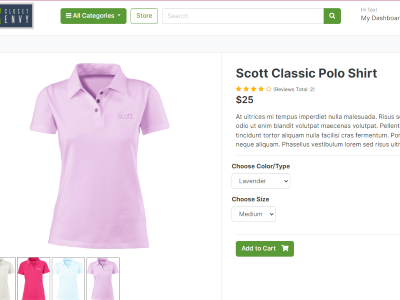 CLOSET
ENVY
All Categories
Store
Search
Hi Test
My Dashboar
Scott Classic Polo Shirt
(Reviews Total: 2)
$25
At ultrices mi tempus imperdiet nulla malesuada. Risus s
odio ut enim blandit volutpat maecenas volutpat. Pellent
tincidunt tortor aliquam nulla facilisi cras fermentum. Por
neque aliquam. Phasellus vestibulum lorem sed risus ult
Choose Color/Type
Lavender
Choose Size
Medium
Add to Cart